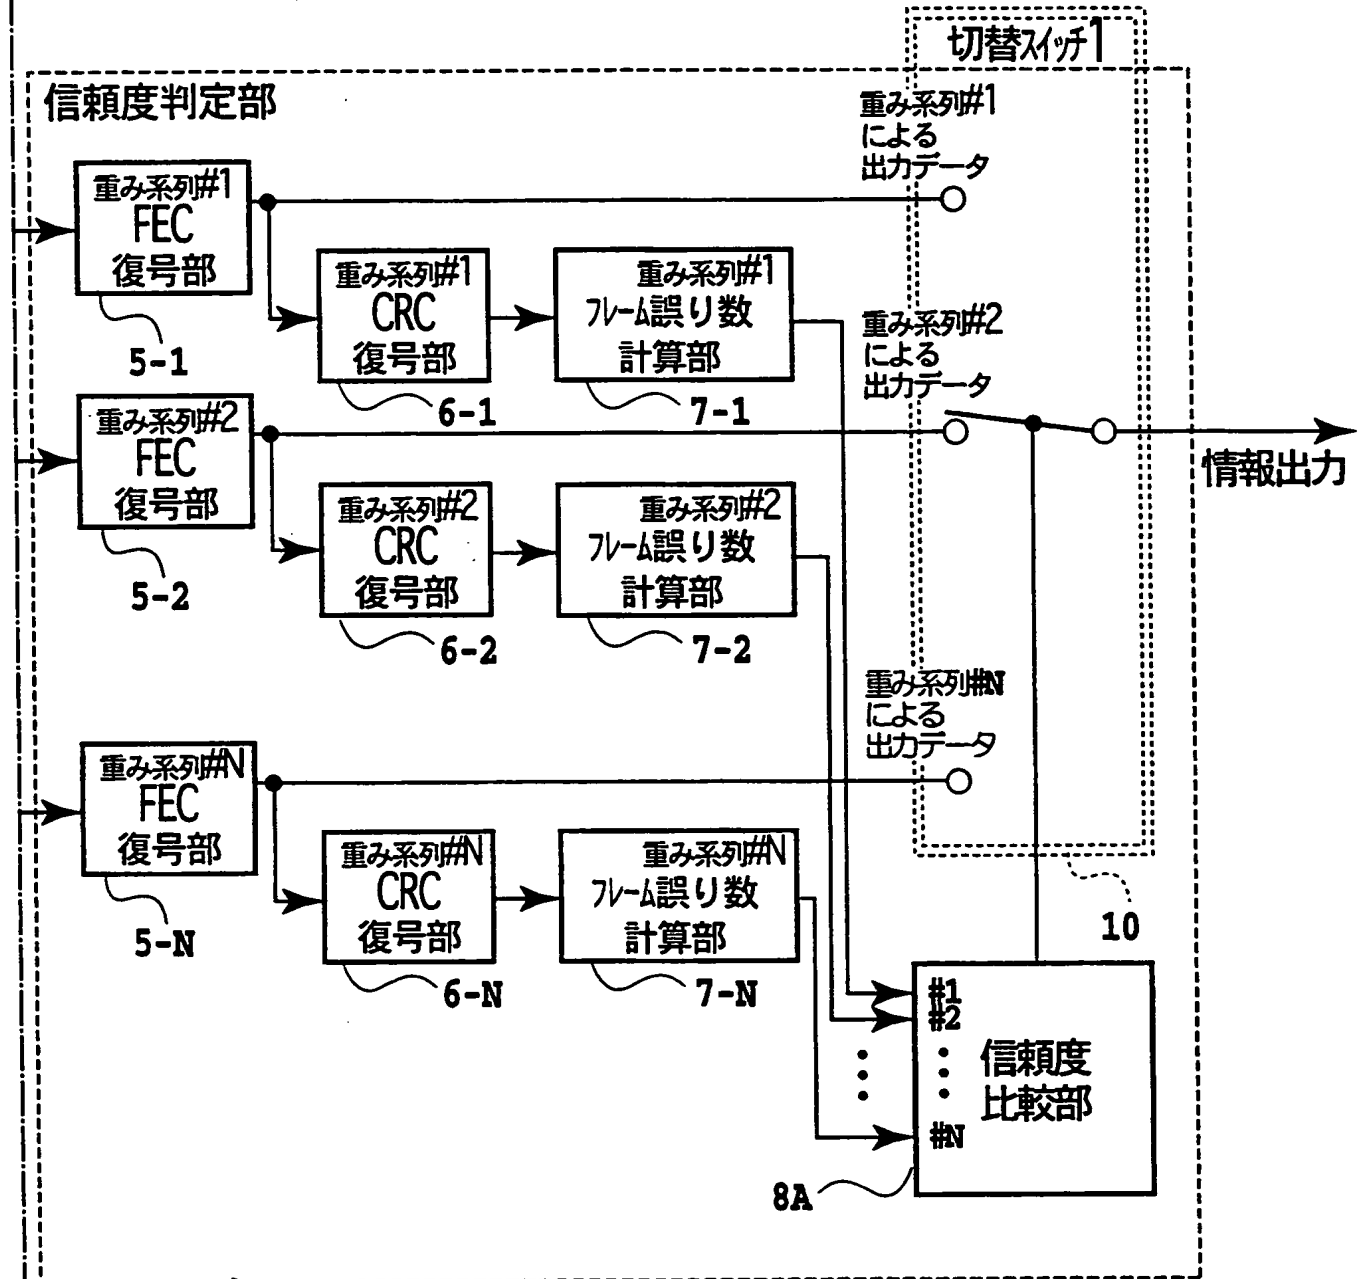 切替スイッチ1
信頼度判定部
重み系列#1
による
出力データ
重み系列#1
FEC
復号部
5-1
重み系列#1
CRC
復号部
6-1
重み系列#1
フレーム誤り数
計算部
7-1
重み系列#2
による
出力データ
情報出力
重み系列#2
FEC
復号部
5-2
重み系列#2
CRC
復号部
6-2
重み系列#2
フレーム誤り数
計算部
7-2
重み系列#N
による
出力データ
重み系列#N
FEC
復号部
5-N
重み系列#N
CRC
復号部
6-N
重み系列#N
フレーム誤り数
計算部
7-N
10
#1
#2
#N
信頼度
比較部
8A